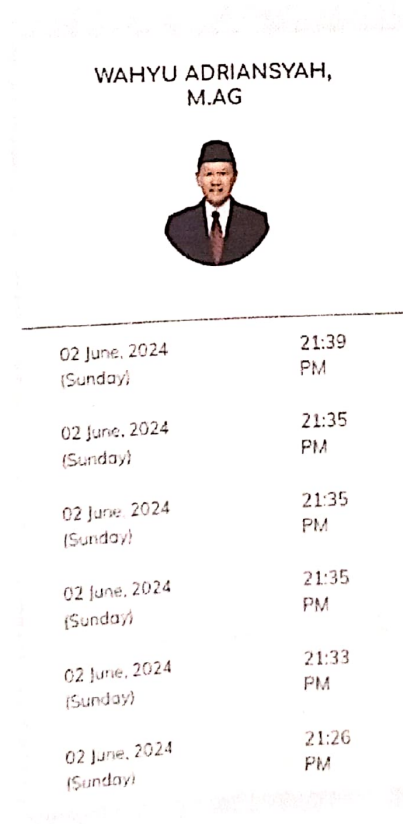 WAHYU ADRIANSYAH,
M.AG
02 June, 2024 21:39
(Sunday) PM
02 June, 2024 21:35
(Sunday) PM
02 June, 2024 21:35
(Sunday) PM
02 June, 2024 21:35
(Sunday) PM
02 June, 2024 21:33
(Sunday) PM
02 June, 2024 21:26
(Sunday) PM